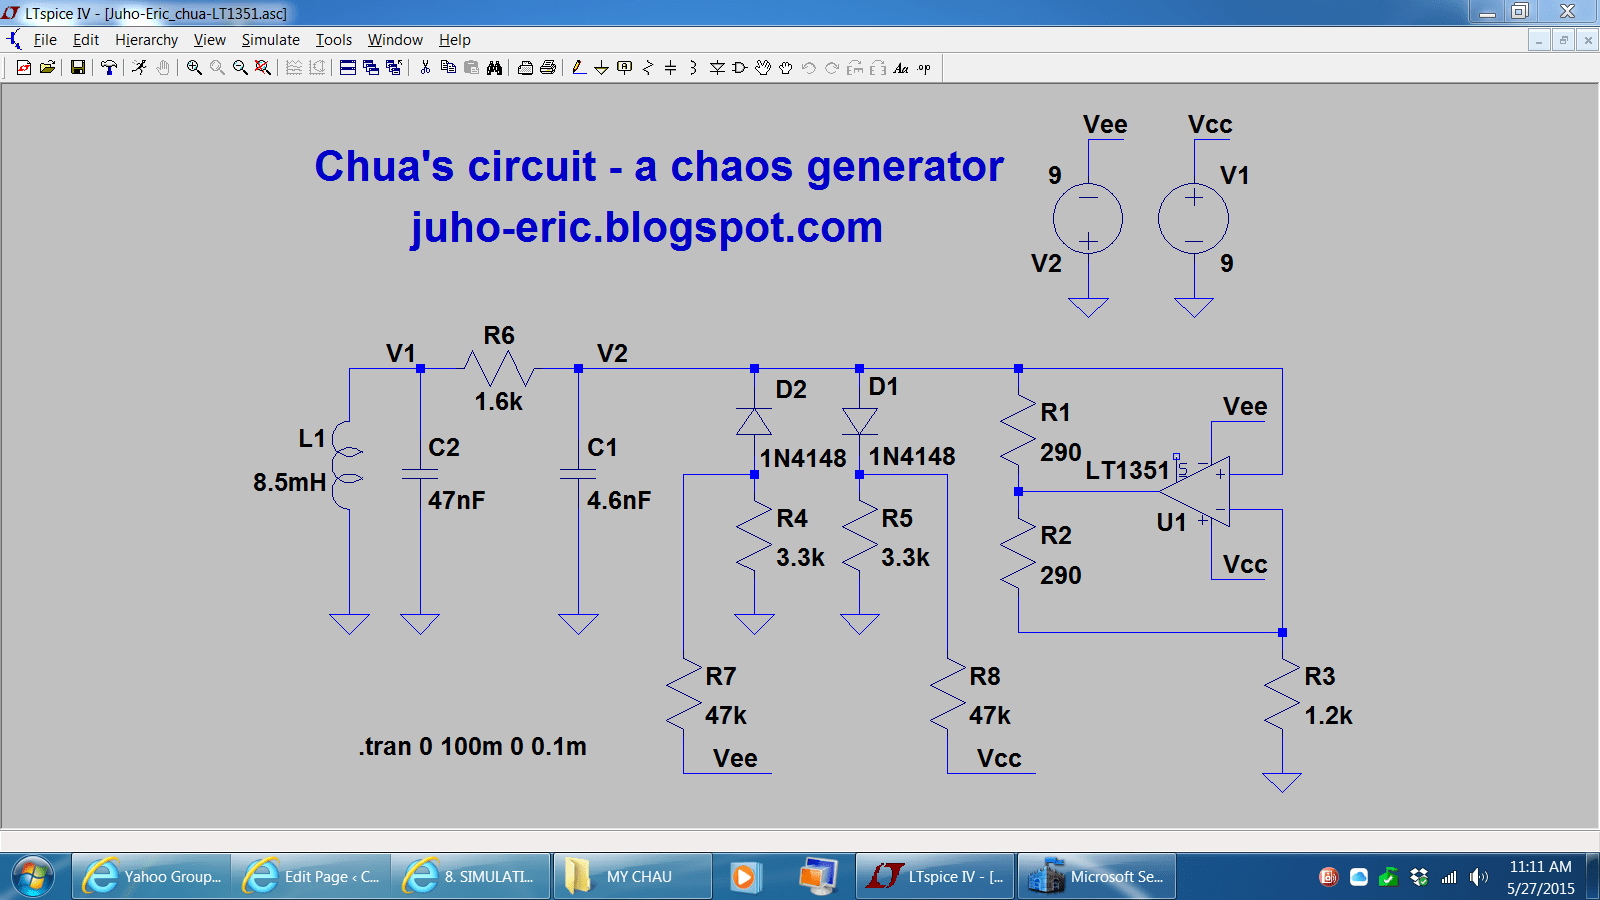 LTspice IV - [Juho-Eric_chua-LT1351.asc]
File Edit Hierarchy View Simulate Tools Window Help
Aa .op
Vee Vcc
Chua's circuit - a chaos generator
9 V1
juho-eric.blogspot.com
V2 9
R6
V1 V2
1.6k
D2 D1
R1
Vee
L1
C2
C1
1N4148 1N4148
290
LT1351
8.5mH
47nF
4.6nF
R4 R5
U1
3.3k 3.3k
R2
290
Vcc
R7 R8 R3
47k 47k 1.2k
.tran 0 100m 0 0.1m
Vee Vcc
Yahoo Group... Edit Page ‹ C... 8. SIMULATI... MY CHAU LTspice IV - [... Microsoft Se...
11:11 AM
5/27/2015